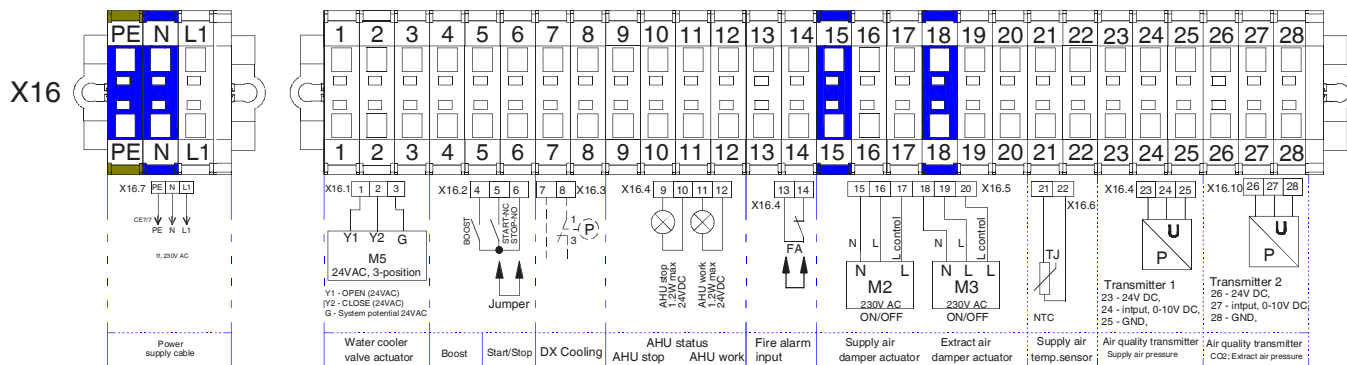 PE N L1
1 2 3 4 5 6 7 8 9 10 11 12 13 14 15 16 17 18 19 20 21 22 23 24 25 26 27 28
X16
PE N L1
1 2 3 4 5 6 7 8 9 10 11 12 13 14 15 16 17 18 19 20 21 22 23 24 25 26 27 28
X16.7 PE N L1
CE7/7
PE N L1
1f, 230V AC
Power
supply cable
X16.1 1 2 3
Y1 Y2 G
M5
24VAC, 3-position
Y1 - OPEN (24VAC)
Y2 - CLOSE (24VAC)
G - System potential 24VAC
Water cooler
valve actuator
X16.2 4 5 6
BOOST
START-NC
STOP-NO
Jumper
Boost
Start/Stop
7 8 X16.3
1
3
P
DX Cooling
X16.4 9 10 11 12
AHU stop
1.2W max
24VDC
AHU work
1.2W max
24VDC
AHU status
AHU stop AHU work
13 14
X16.4
FA
Fire alarm
input
15 16 17 18 19 20 X16.5
N L L control
N L
M2
230V AC
ON/OFF
Supply air
damper actuator
N L L control
N L L
M3
230V AC
ON/OFF
Extract air
damper actuator
21 22
X16.6
TJ
NTC
Supply air
temp.sensor
X16.4 23 24 25
U
P
Transmitter 1
23 - 24V DC,
24 - intput, 0-10V DC,
25 - GND,
Air quality transmitter
Supply air pressure
X16.10 26 27 28
U
P
Transmitter 2
26 - 24V DC,
27 - intput, 0-10V DC
28 - GND,
Air quality transmitter
CO2; Extract air pressure